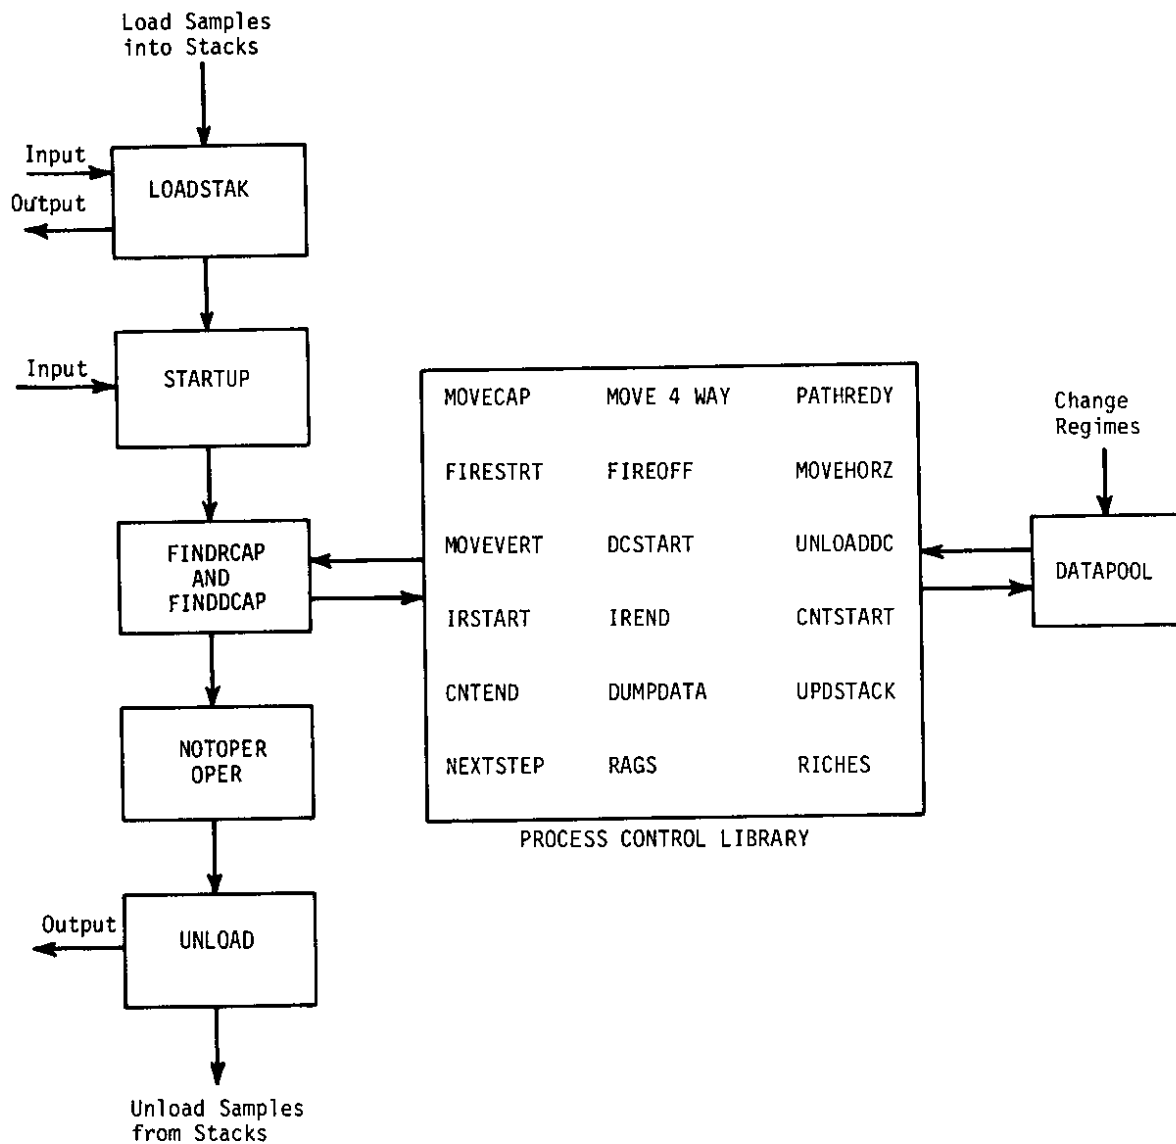 Load Samples
into Stacks
Input
LOADSTAK
Output
Input
STARTUP
MOVECAP MOVE 4 WAY PATHREDY
FIRESTRT FIREOFF MOVEHORZ
MOVEVERT DCSTART UNLOADDC
IRSTART IREND CNTSTART
CNTEND DUMPDATA UPDSTACK
NEXTSTEP RAGS RICHES
PROCESS CONTROL LIBRARY
Change
Regimes
DATAPOOL
FINDRCAP
AND
FINDDCAP
NOTOPER
OPER
Output
UNLOAD
Unload Samples
from Stacks